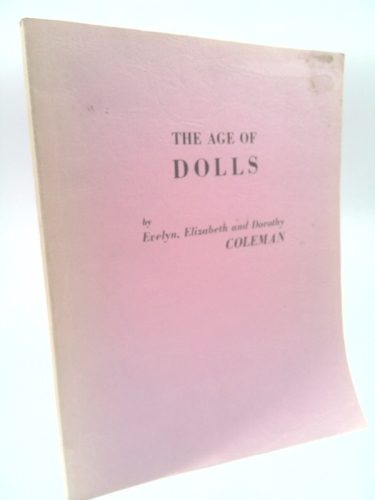 THE AGE OF
DOLLS
by
Evelyn, Elizabeth and Dorothy
COLEMAN